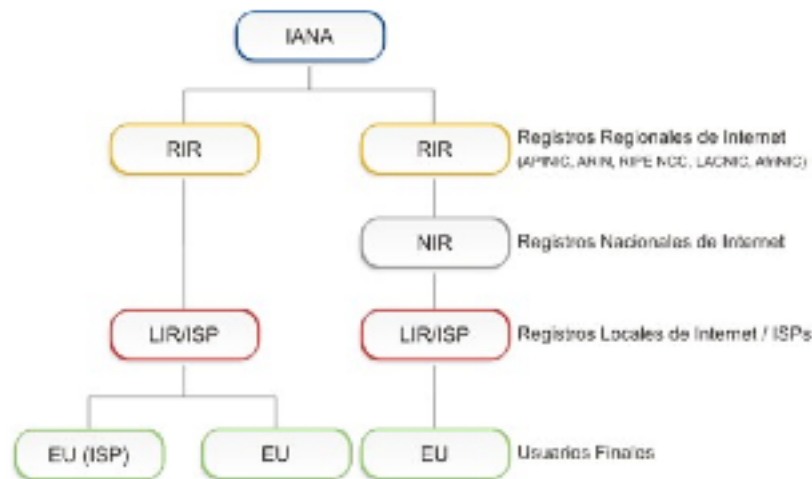 IANA
RIR
RIR
Registros Regionales de Internet
(APNIC, ARIN, RIPE NCC, LACNIC, AfriNIC)
NIR
Registros Nacionales de Internet
LIR/ISP
LIR/ISP
Registros Locales de Internet / ISPs
EU (ISP)
EU
EU
Usuarios Finales